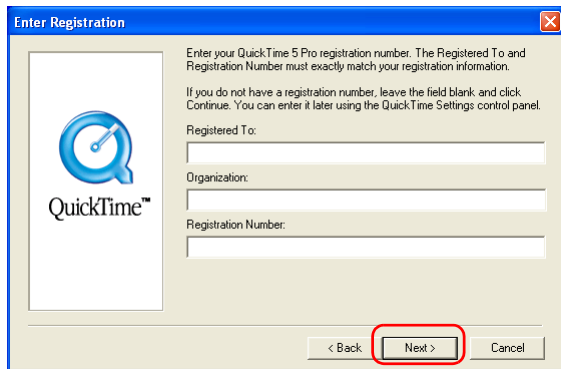 Enter Registration
Enter your QuickTime 5 Pro registration number. The Registered To and
Registration Number must exactly match your registration information.
If you do not have a registration number, leave the field blank and click
Continue. You can enter it later using the QuickTime Settings control panel.
Registered To:
Organization:
Registration Number:
QuickTime™
< Back
Next >
Cancel